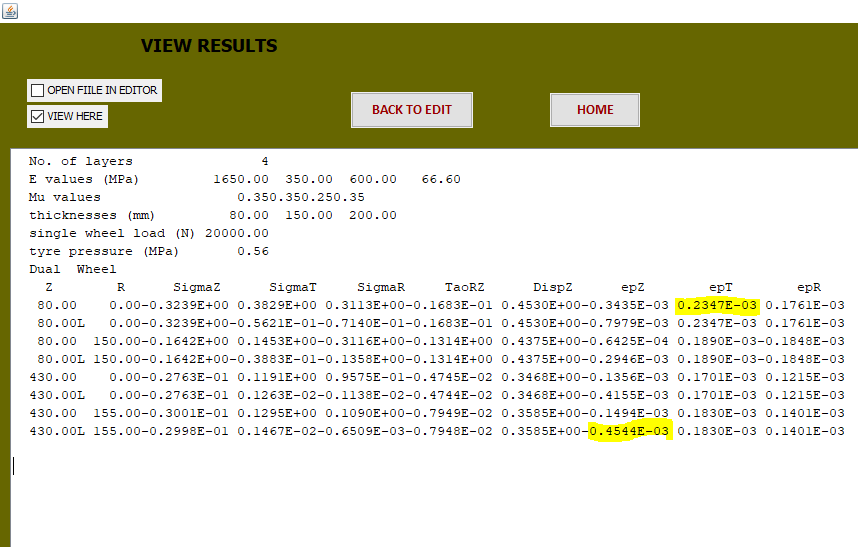 VIEW RESULTS
OPEN FIILE IN EDITOR
VIEW HERE
BACK TO EDIT
HOME
No. of layers 4
E values (MPa) 1650.00 350.00 600.00 66.60
Mu values 0.350.350.250.35
thicknesses (mm) 80.00 150.00 200.00
single wheel load (N) 20000.00
tyre pressure (MPa) 0.56
Dual Wheel
Z R SigmaZ SigmaT SigmaR TaoRZ DispZ epZ epT epR
80.00 0.00-0.3239E+00 0.3829E+00 0.3113E+00-0.1683E-01 0.4530E+00-0.3435E-03 0.2347E-03 0.1761E-03
80.00L 0.00-0.3239E+00-0.5621E-01-0.7140E-01-0.1683E-01 0.4530E+00-0.7979E-03 0.2347E-03 0.1761E-03
80.00 150.00-0.1642E+00 0.1453E+00-0.3116E+00-0.1314E+00 0.4375E+00-0.6425E-04 0.1890E-03-0.1848E-03
80.00L 150.00-0.1642E+00-0.3883E-01-0.1358E+00-0.1314E+00 0.4375E+00-0.2946E-03 0.1890E-03-0.1848E-03
430.00 0.00-0.2763E-01 0.1191E+00 0.9575E-01-0.4745E-02 0.3468E+00-0.1356E-03 0.1701E-03 0.1215E-03
430.00L 0.00-0.2763E-01 0.1263E-02-0.1138E-02-0.4744E-02 0.3468E+00-0.4155E-03 0.1701E-03 0.1215E-03
430.00 155.00-0.3001E-01 0.1295E+00 0.1090E+00-0.7949E-02 0.3585E+00-0.1494E-03 0.1830E-03 0.1401E-03
430.00L 155.00-0.2998E-01 0.1467E-02-0.6509E-03-0.7948E-02 0.3585E+00-0.4544E-03 0.1830E-03 0.1401E-03